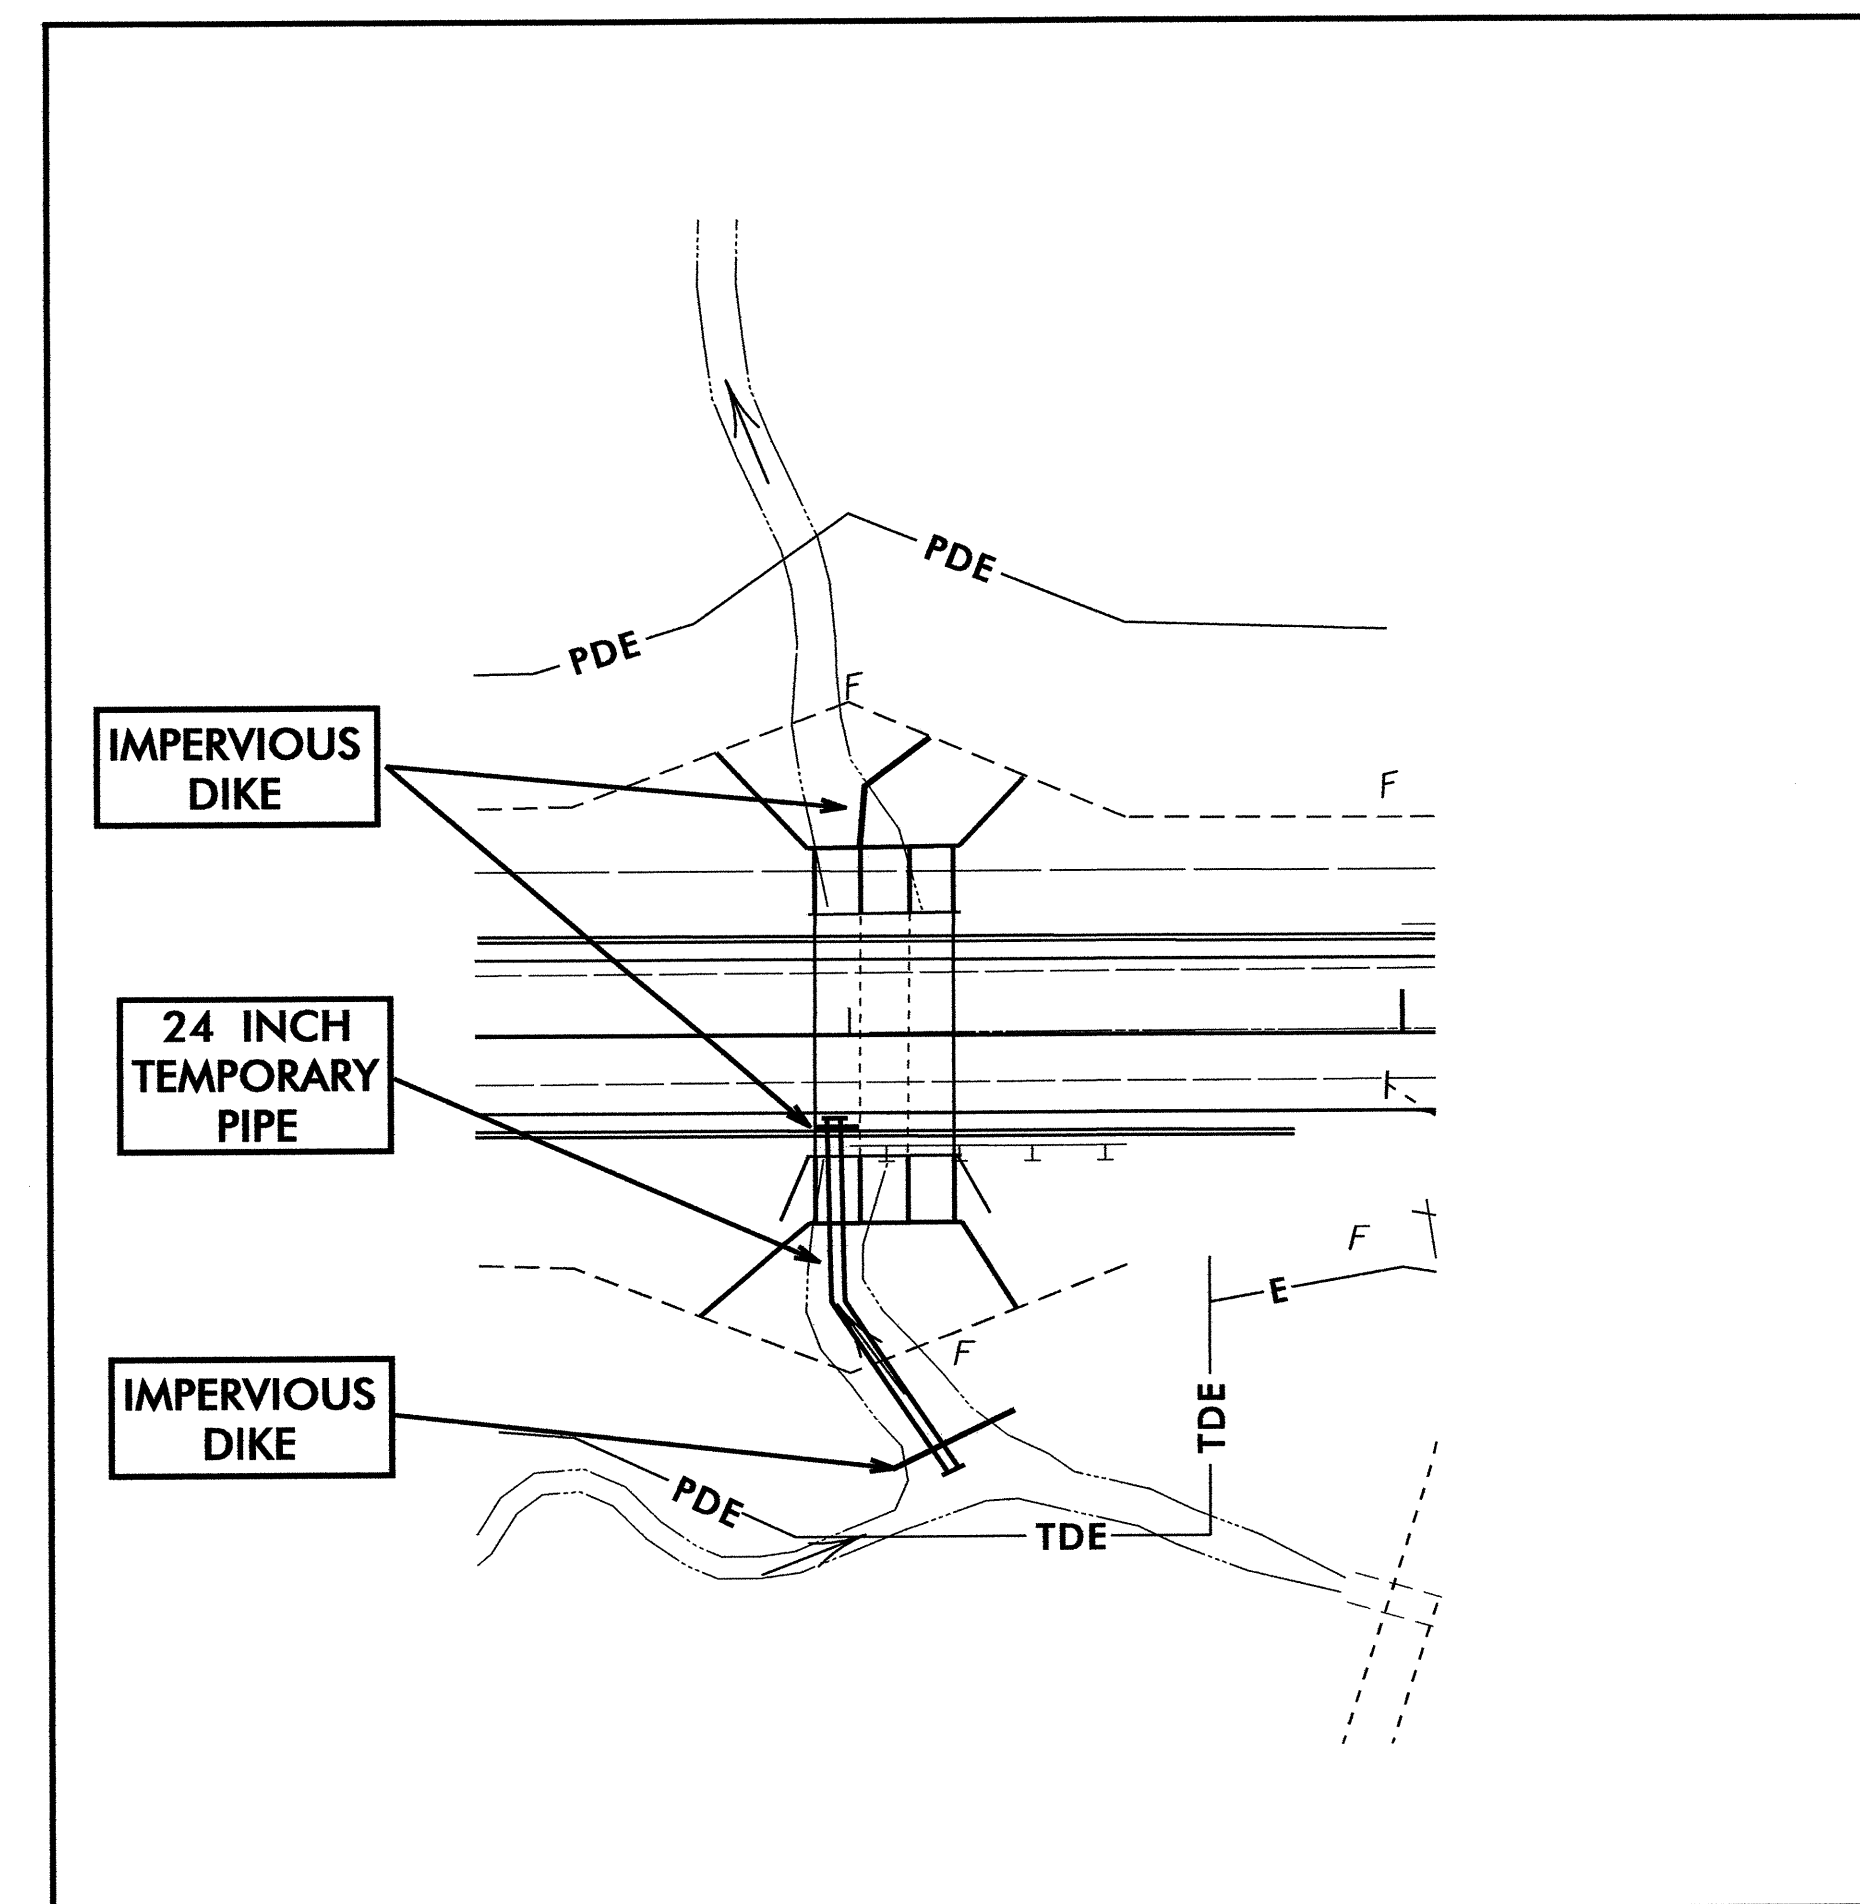 PDE
PDE
F
IMPERVIOUS
DIKE
F
24 INCH
TEMPORARY
PIPE
F
E
F
IMPERVIOUS
DIKE
TDE
PDE
TDE